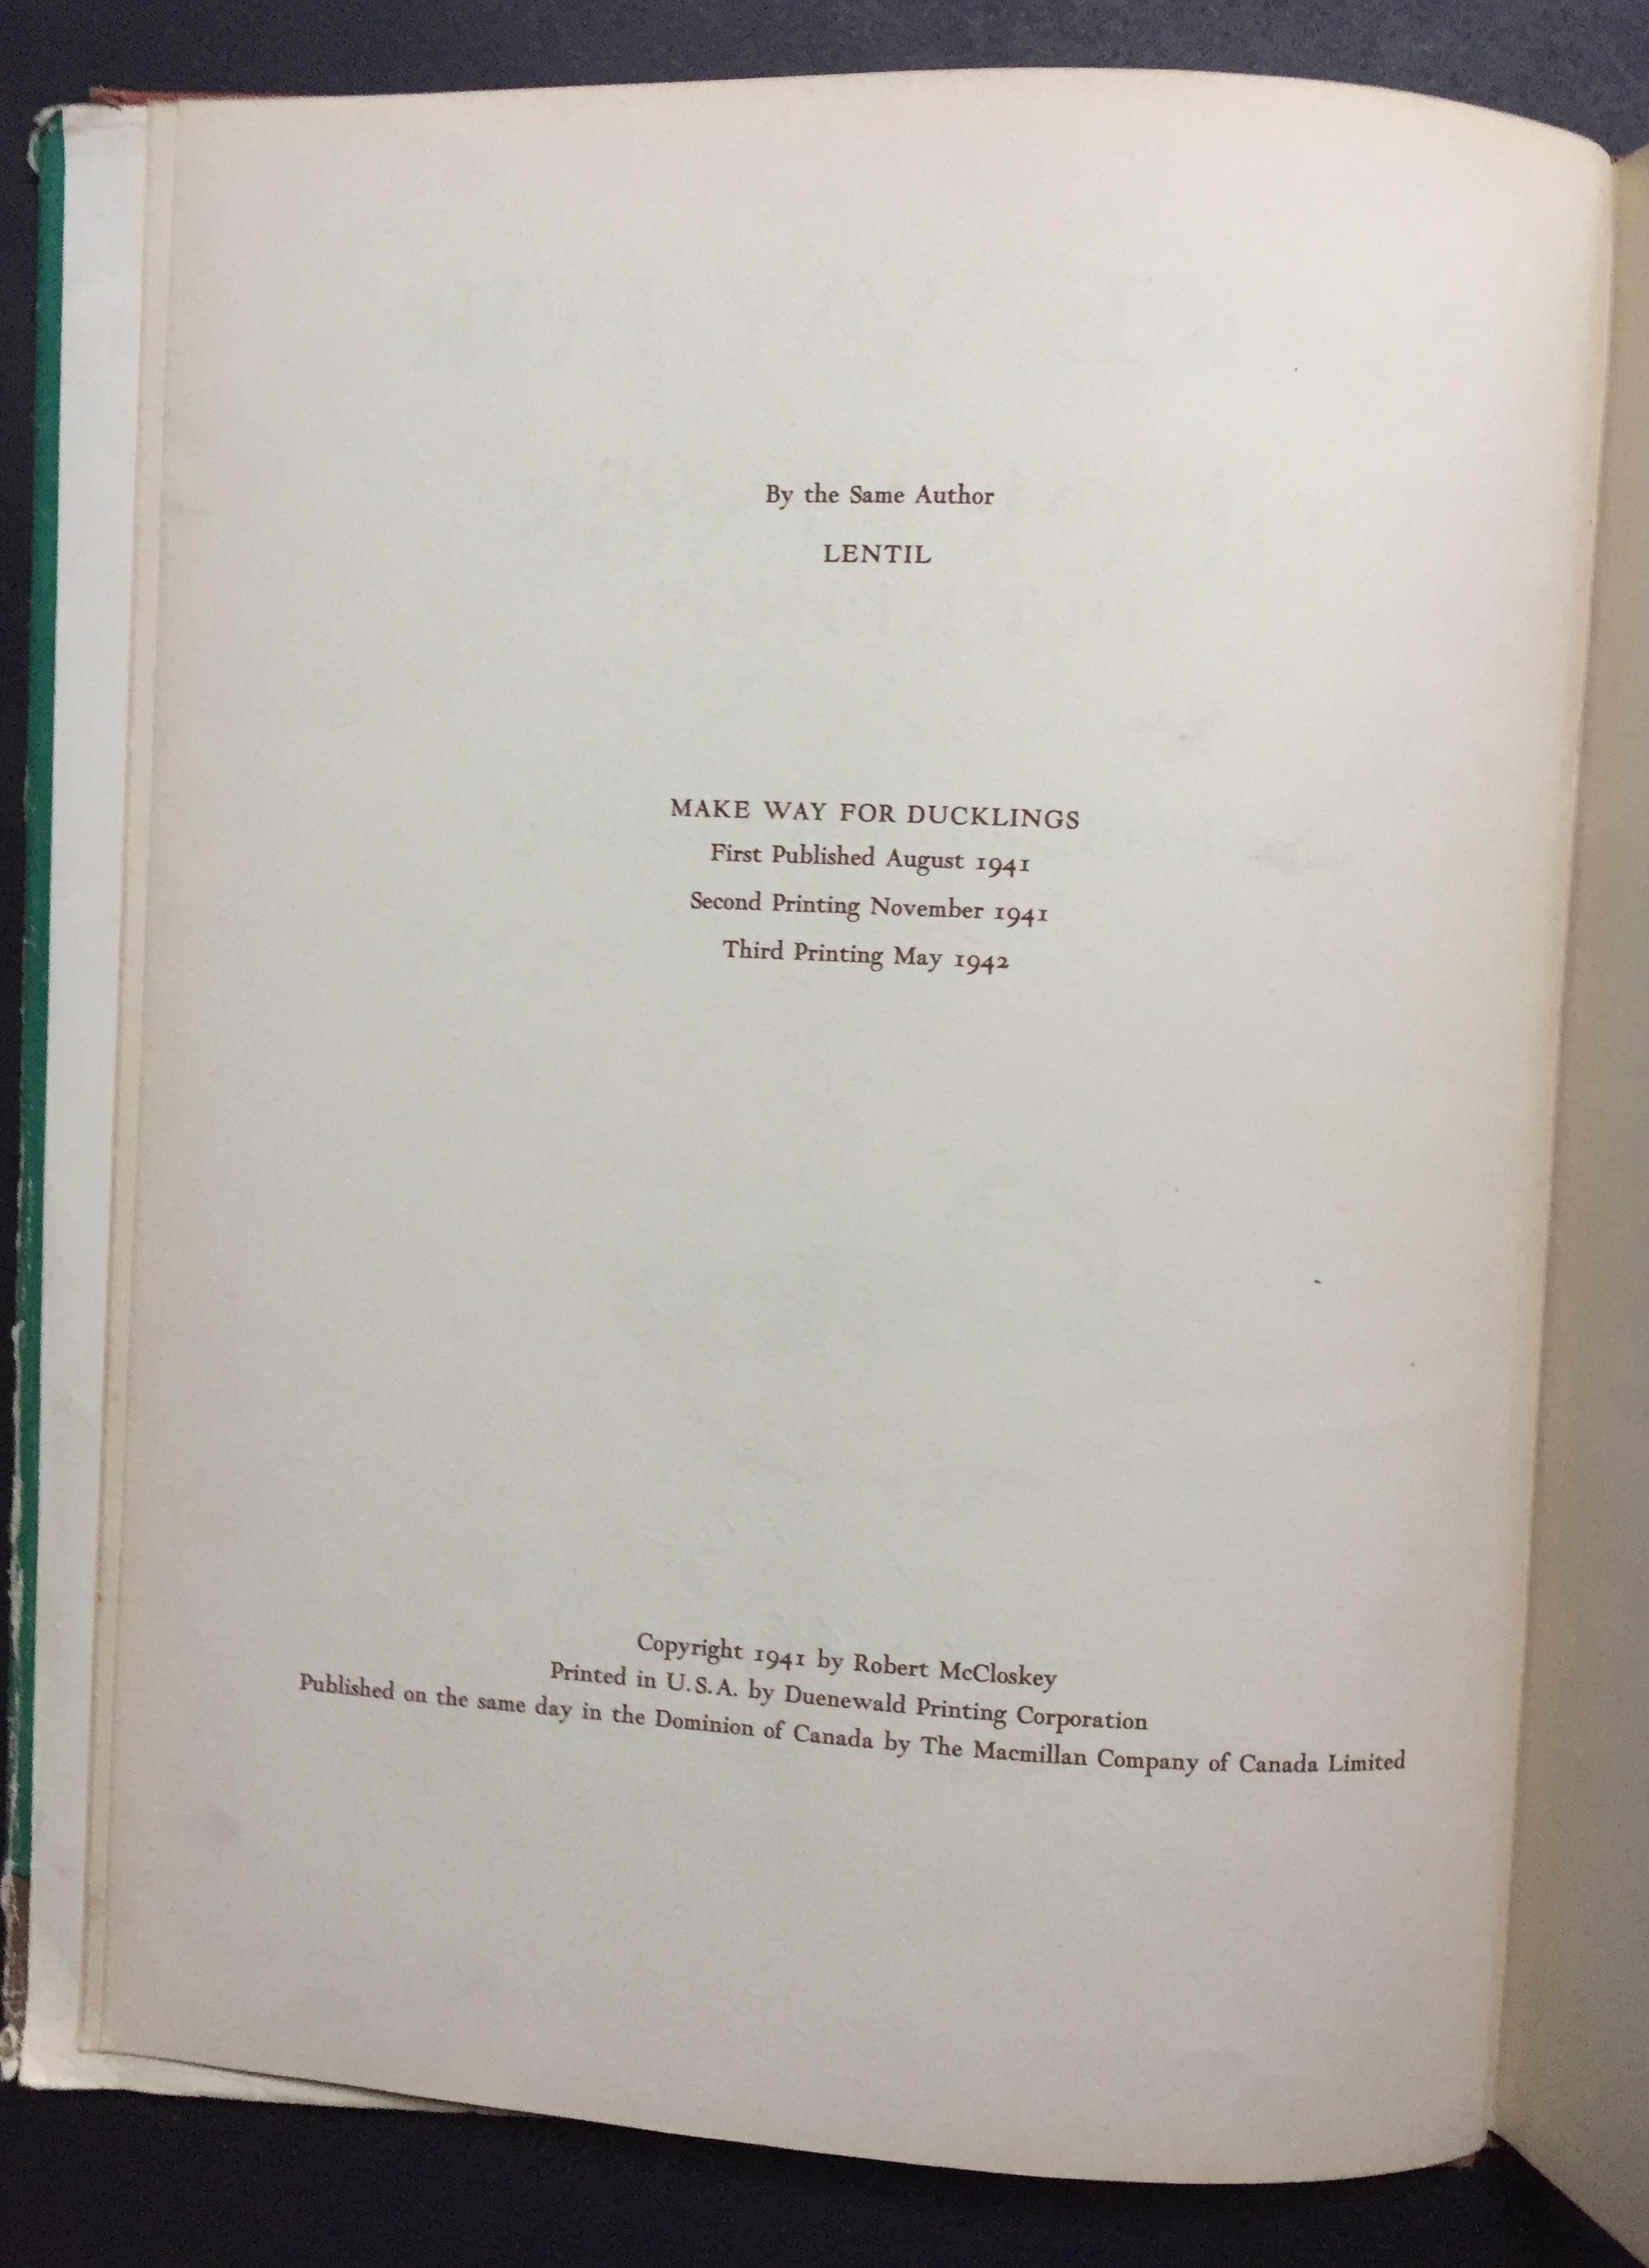 By the Same Author
LENTIL
MAKE WAY FOR DUCKLINGS
First Published August 1941
Second Printing November 1941
Third Printing May 1942
Copyright 1941 by Robert McCloskey
Printed in U.S.A. by Duenewald Printing Corporation
Published on the same day in the Dominion of Canada by The Macmillan Company of Canada Limited